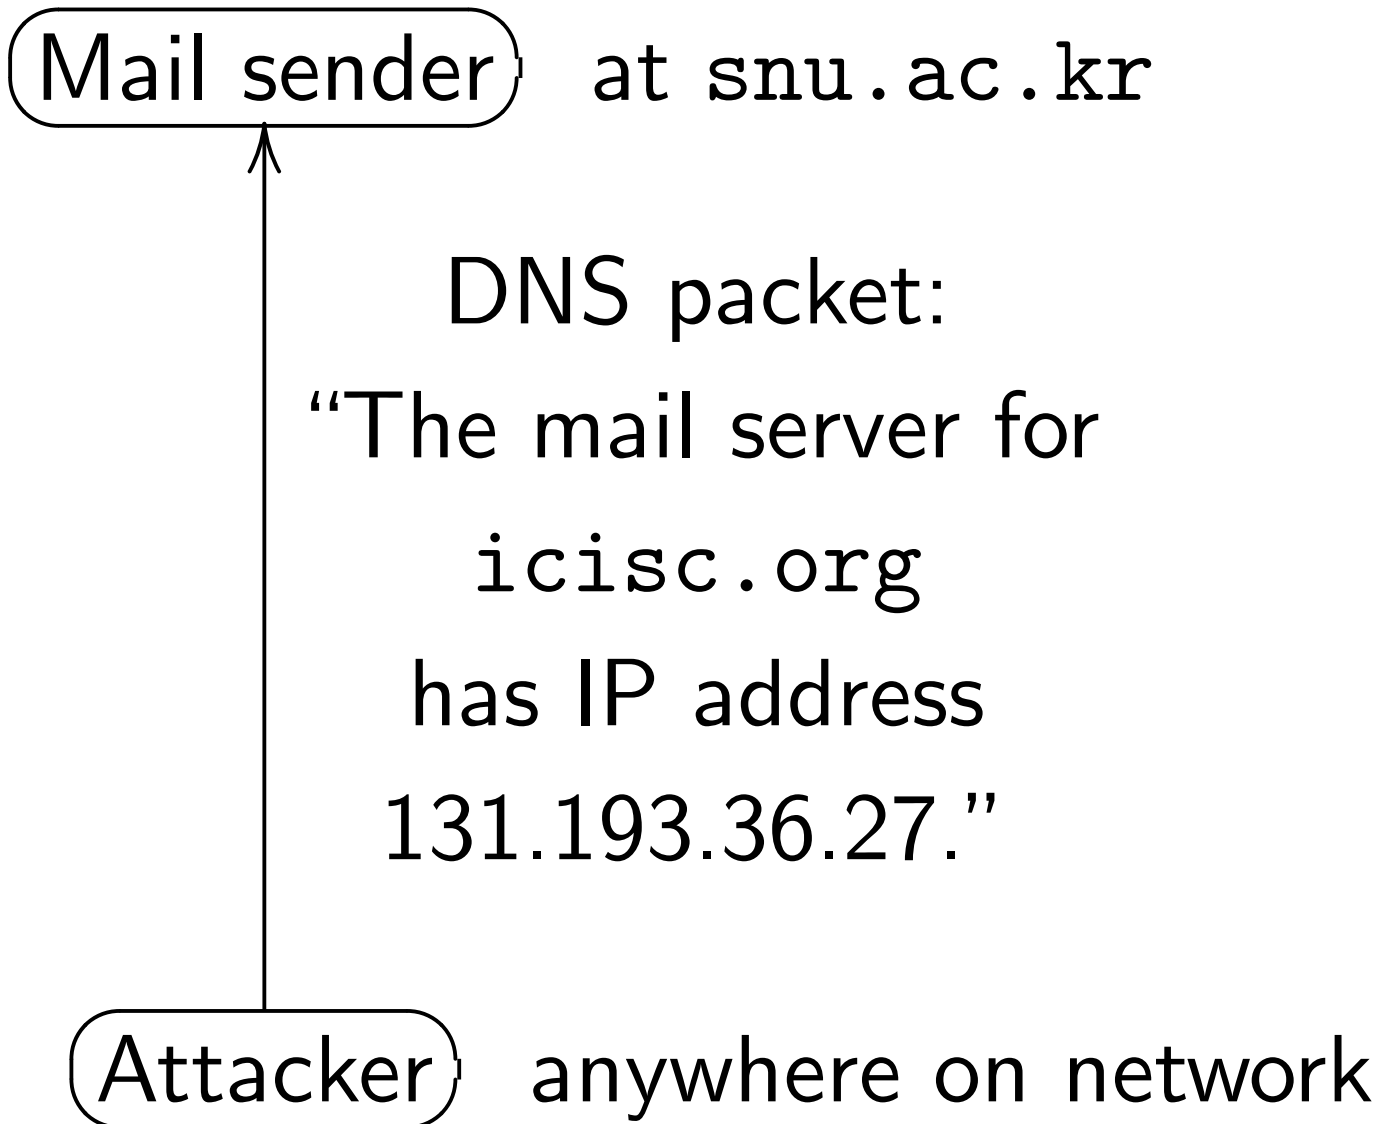 Mail sender at snu.ac.kr
DNS packet:
“The mail server for
icisc.org
has IP address
131.193.36.27.”
Attacker anywhere on network